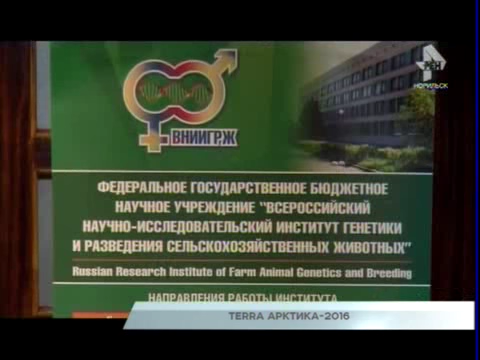 РЕН
НОРИЛЬСК
ВНИИГРЖ
ФЕДЕРАЛЬНОЕ ГОСУДАРСТВЕННОЕ БЮДЖЕТНОЕ
НАУЧНОЕ УЧРЕЖДЕНИЕ "ВСЕРОССИЙСКИЙ
НАУЧНО-ИССЛЕДОВАТЕЛЬСКИЙ ИНСТИТУТ ГЕНЕТИКИ
И РАЗВЕДЕНИЯ СЕЛЬСКОХОЗЯЙСТВЕННЫХ ЖИВОТНЫХ"
Russian Research Institute of Farm Animal Genetics and Breeding
НАПРАВЛЕНИЯ РАБОТЫ ИНСТИТУТА
TERRA АРКТИКА-2016